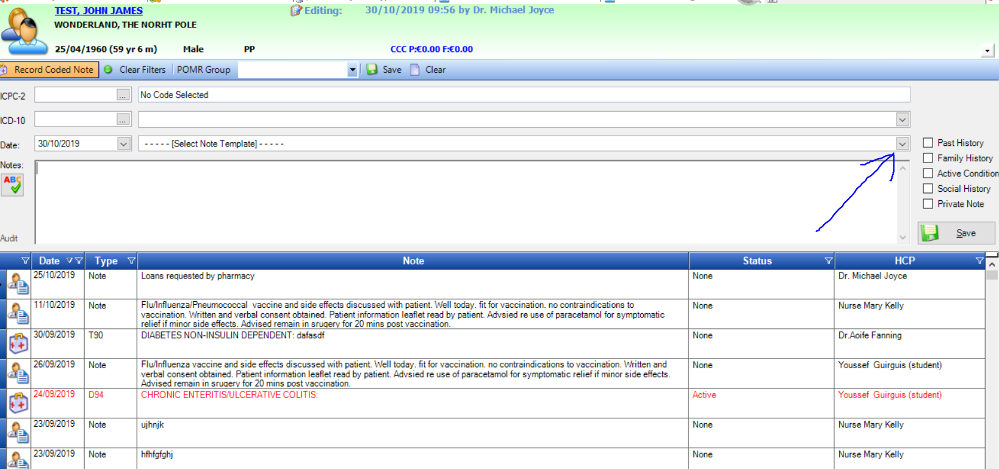 TEST, JOHN JAMES
Editing: 30/10/2019 09:56 by Dr. Michael Joyce
WONDERLAND, THE NORHT POLE
25/04/1960 (59 yr 6 m) Male PP CCC P:€0.00 F:€0.00
Record Coded Note Clear Filters POMR Group Save Clear
ICPC-2 ... No Code Selected
ICD-10 ...
Date: 30/10/2019 - - - - - [Select Note Template] - - - - -
Past History
Family History
Active Condition
Social History
Private Note
Notes:
ABC
Audit
Save
Date Type Note Status HCP
25/10/2019 Note Loans requested by pharmacy None Dr. Michael Joyce
11/10/2019 Note Flu/Influenza/Pneumococcal vaccine and side effects discussed with patient. Well today. fit for vaccination. no contraindications to None Nurse Mary Kelly
vaccination. Written and verbal consent obtained. Patient information leaflet read by patient. Advsied re use of paracetamol for symptomatic
relief if minor side effects. Advised remain in srugery for 20 mins post vaccination.
30/09/2019 T90 DIABETES NON-INSULIN DEPENDENT: dafasdf None Dr.Aoife Fanning
26/09/2019 Note Flu/Influenza vaccine and side effects discussed with patient. Well today. fit for vaccination. no contraindications to vaccination. Written and None Youssef Guirguis (student)
verbal consent obtained. Patient information leaflet read by patient. Advsied re use of paracetamol for symptomatic relief if minor side effects.
Advised remain in srugery for 20 mins post vaccination.
24/09/2019 D94 CHRONIC ENTERITIS/ULCERATIVE COLITIS: Active Youssef Guirguis (student)
23/09/2019 Note ujhnjk None Nurse Mary Kelly
23/09/2019 Note hfhfgfghj None Nurse Mary Kelly